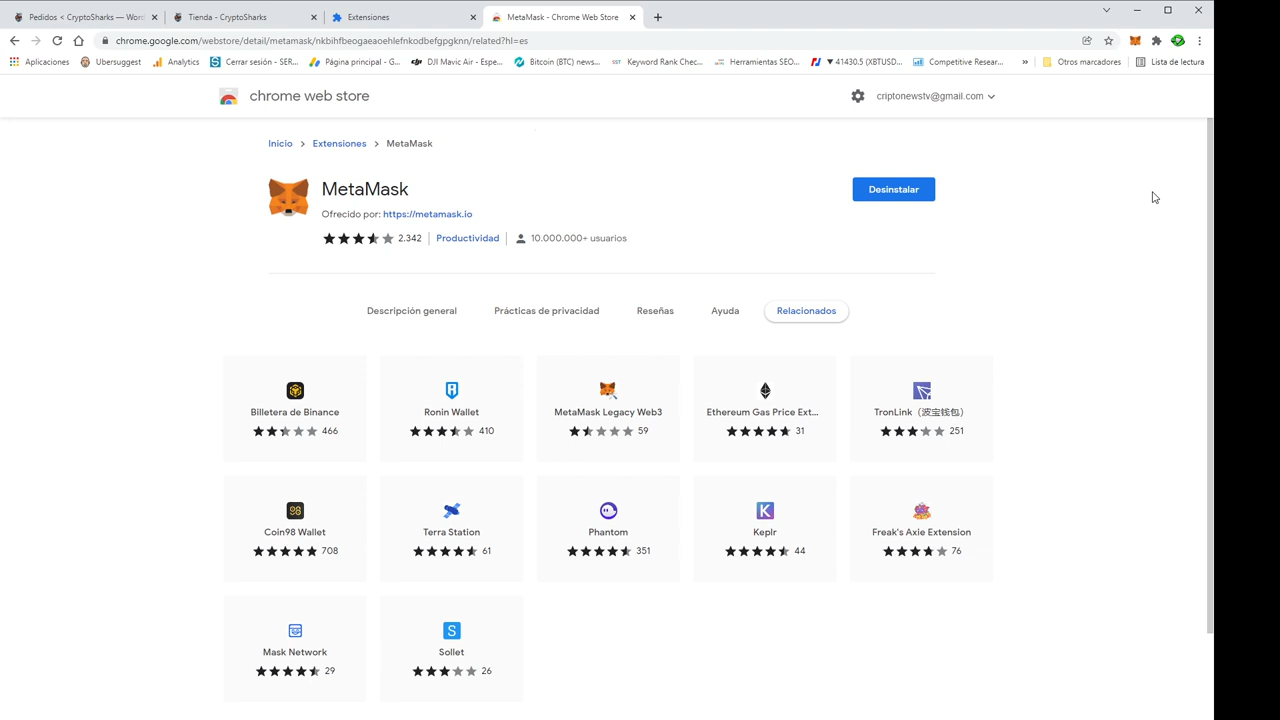 Pedidos < CryptoSharks — Word
Tienda - CryptoSharks
Extensiones
MetaMask - Chrome Web Store
chrome.google.com/webstore/detail/metamask/nkbihfbeogaeaoehlefnkodbefgpgknn/related?hl=es
Aplicaciones
Ubersuggest
Analytics
Cerrar sesión - SER...
Página principal - G...
DJI Mavic Air - Espe...
Bitcoin (BTC) news...
Keyword Rank Chec...
Herramientas SEO...
▼ 41430.5 (XBTUSD...
Competitive Resear...
»
Otros marcadores
Lista de lectura
chrome web store
criptonewstv@gmail.com
Inicio > Extensiones > MetaMask
MetaMask
Desinstalar
Ofrecido por: https://metamask.io
2.342 | Productividad | 10.000.000+ usuarios
Descripción general
Prácticas de privacidad
Reseñas
Ayuda
Relacionados
Billetera de Binance
466
Ronin Wallet
410
MetaMask Legacy Web3
59
Ethereum Gas Price Ext...
31
TronLink（波宝钱包）
251
Coin98 Wallet
708
Terra Station
61
Phantom
351
Keplr
44
Freak's Axie Extension
76
Mask Network
29
Sollet
26